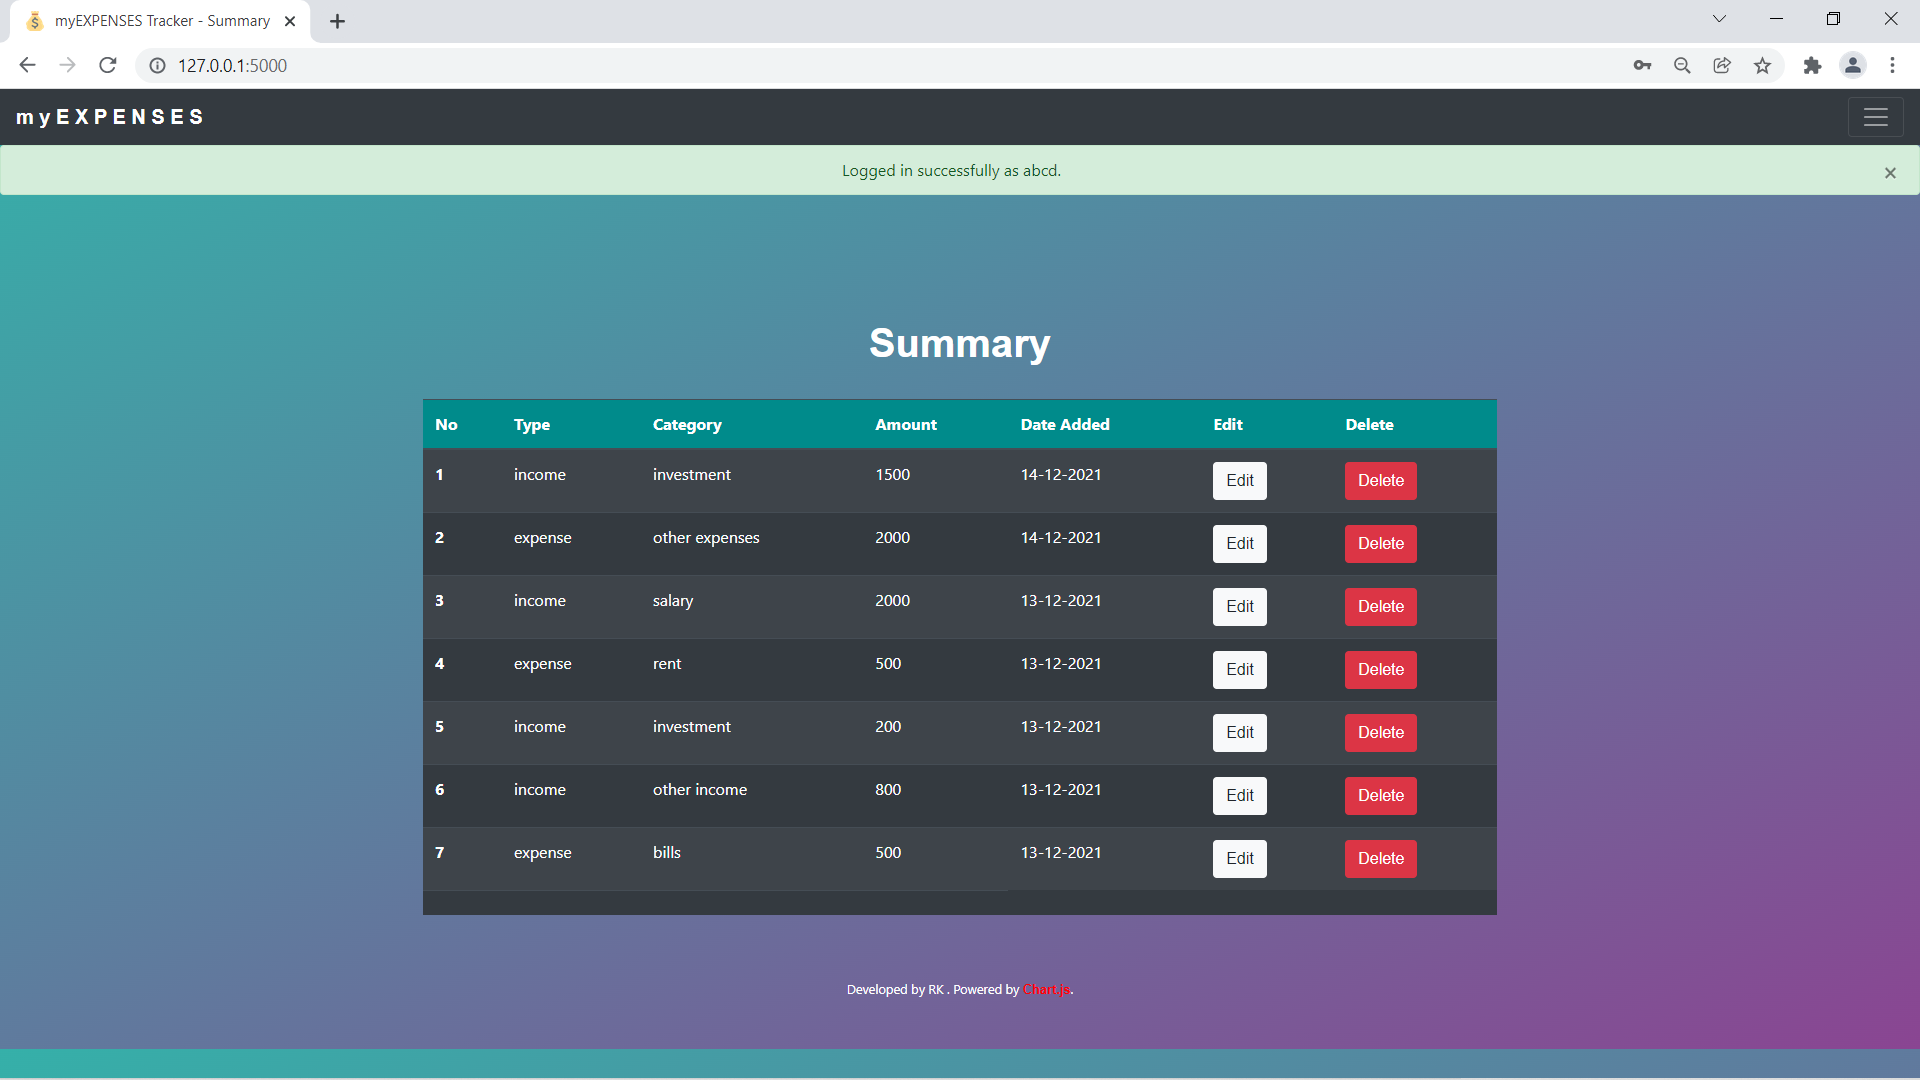 myEXPENSES Tracker - Summary
127.0.0.1:5000
myEXPENSES
Logged in successfully as abcd.
×
Summary
No Type Category Amount Date Added Edit Delete
1 income investment 1500 14-12-2021 Edit Delete
2 expense other expenses 2000 14-12-2021 Edit Delete
3 income salary 2000 13-12-2021 Edit Delete
4 expense rent 500 13-12-2021 Edit Delete
5 income investment 200 13-12-2021 Edit Delete
6 income other income 800 13-12-2021 Edit Delete
7 expense bills 500 13-12-2021 Edit Delete
Developed by RK . Powered by Chart.js.